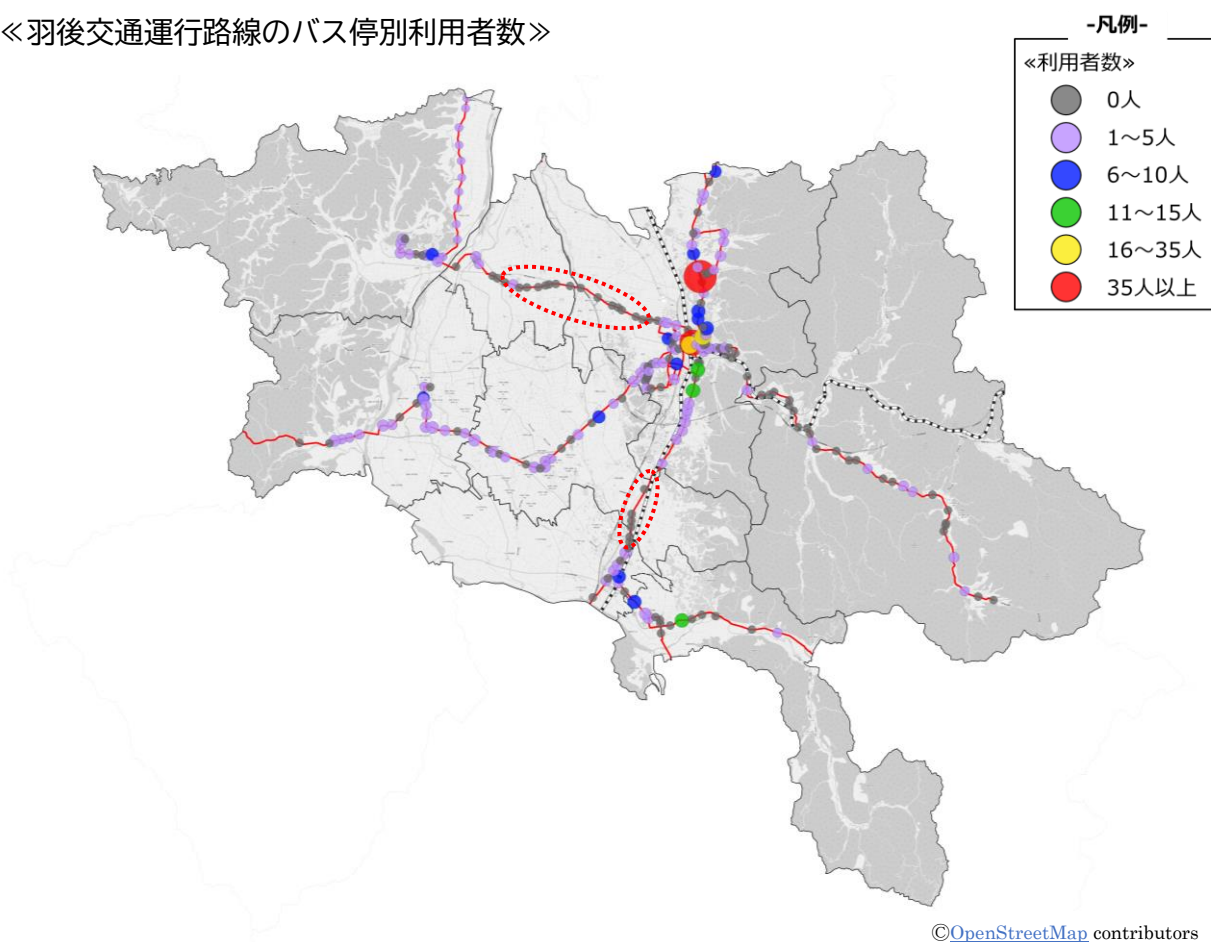 ≪羽後交通運行路線のバス停別利用者数≫
-凡例-
≪利用者数≫
0人
1～5人
6～10人
11～15人
16～35人
35人以上
©OpenStreetMap contributors